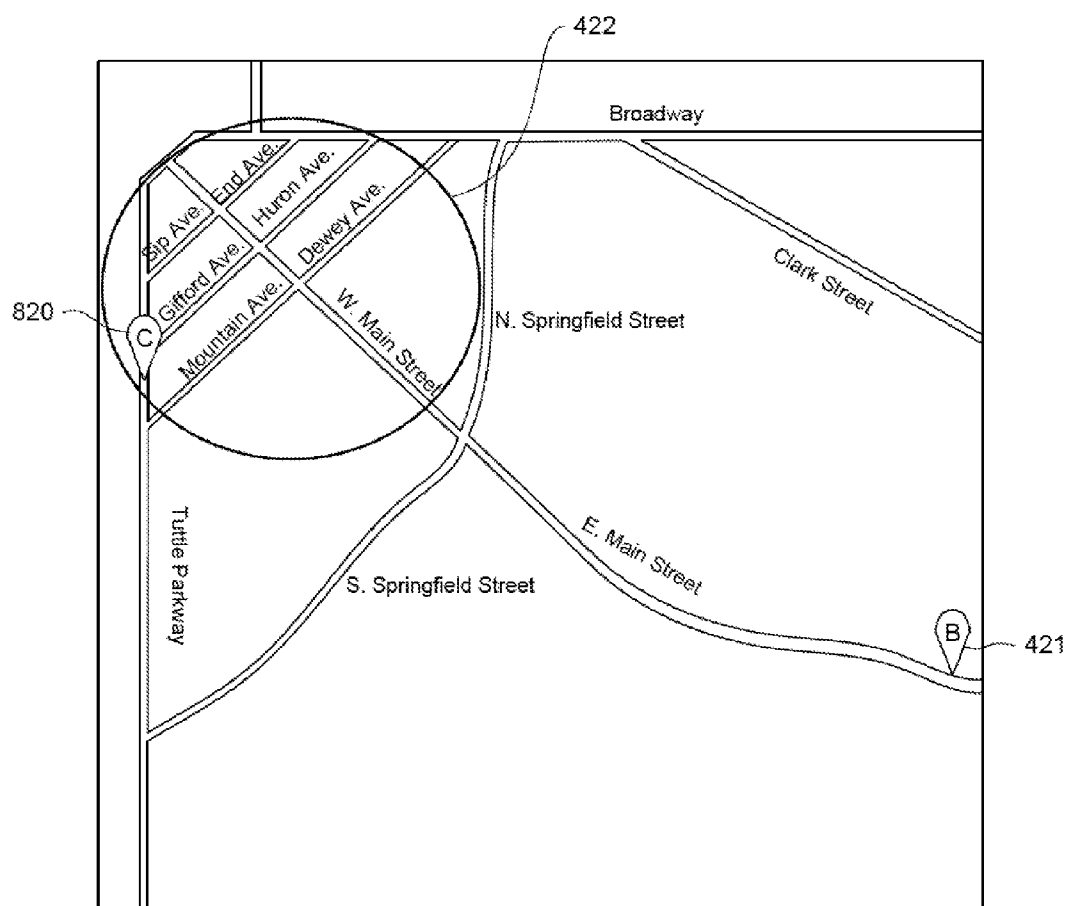 422
Broadway
End Ave.
Huron Ave.
Sip Ave.
Dewey Ave.
Gifford Ave.
Mountain Ave.
Clark Street
820
C
W. Main Street
N. Springfield Street
E. Main Street
Tuttle Parkway
S. Springfield Street
B
421